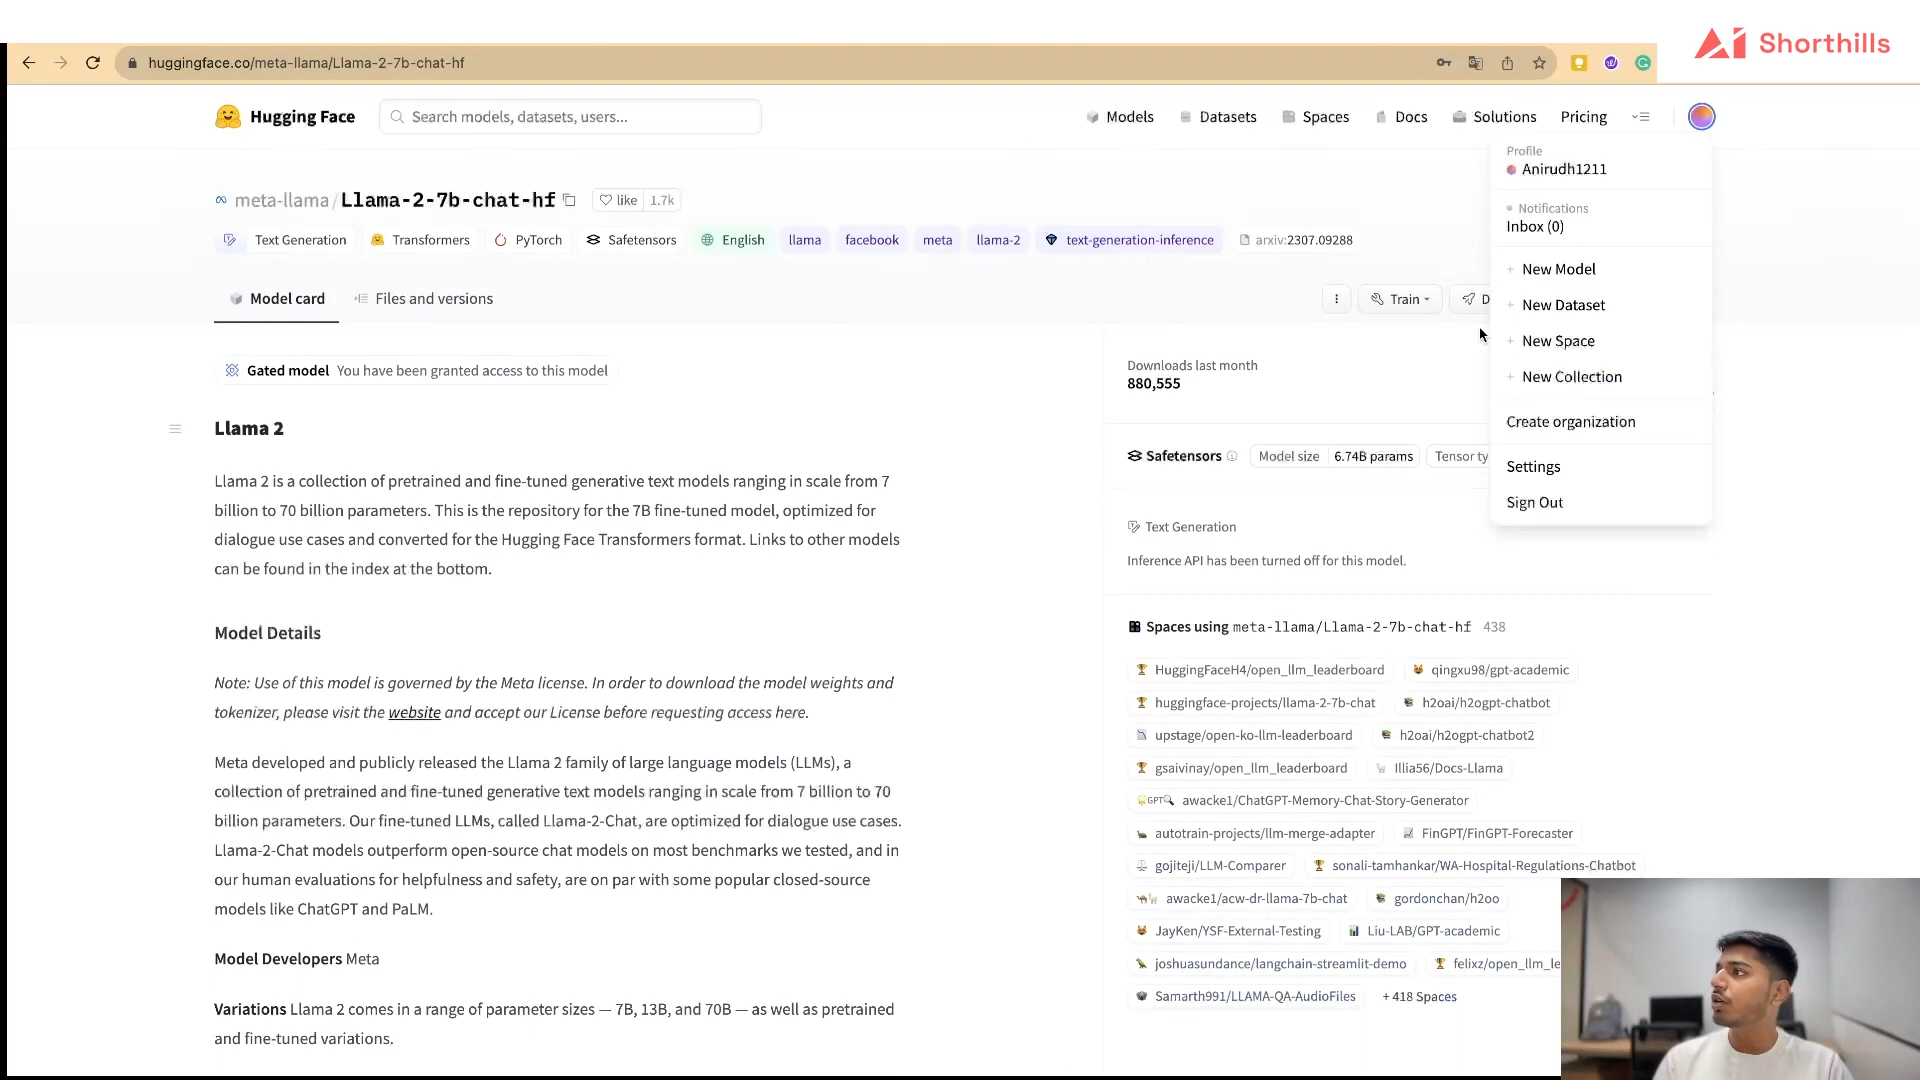 Shorthills
huggingface.co/meta-llama/Llama-2-7b-chat-hf
Hugging Face
Search models, datasets, users...
Models
Datasets
Spaces
Docs
Solutions
Pricing
Profile
Anirudh1211
Notifications
Inbox (0)
New Model
New Dataset
New Space
New Collection
Create organization
Settings
Sign Out
meta-llama/Llama-2-7b-chat-hf
like 1.7k
Text Generation
Transformers
PyTorch
Safetensors
English
llama
facebook
meta
llama-2
text-generation-inference
arxiv:2307.09288
Model card
Files and versions
Train
D
Gated model You have been granted access to this model
Llama 2
Llama 2 is a collection of pretrained and fine-tuned generative text models ranging in scale from 7
billion to 70 billion parameters. This is the repository for the 7B fine-tuned model, optimized for
dialogue use cases and converted for the Hugging Face Transformers format. Links to other models
can be found in the index at the bottom.
Model Details
Note: Use of this model is governed by the Meta license. In order to download the model weights and
tokenizer, please visit the website and accept our License before requesting access here.
Meta developed and publicly released the Llama 2 family of large language models (LLMs), a
collection of pretrained and fine-tuned generative text models ranging in scale from 7 billion to 70
billion parameters. Our fine-tuned LLMs, called Llama-2-Chat, are optimized for dialogue use cases.
Llama-2-Chat models outperform open-source chat models on most benchmarks we tested, and in
our human evaluations for helpfulness and safety, are on par with some popular closed-source
models like ChatGPT and PaLM.
Model Developers Meta
Variations Llama 2 comes in a range of parameter sizes — 7B, 13B, and 70B — as well as pretrained
and fine-tuned variations.
Downloads last month
880,555
Safetensors
Model size 6.74B params
Tensor ty
Text Generation
Inference API has been turned off for this model.
Spaces using meta-llama/Llama-2-7b-chat-hf 438
HuggingFaceH4/open_llm_leaderboard
qingxu98/gpt-academic
huggingface-projects/llama-2-7b-chat
h2oai/h2ogpt-chatbot
upstage/open-ko-llm-leaderboard
h2oai/h2ogpt-chatbot2
gsaivinay/open_llm_leaderboard
Illia56/Docs-Llama
GPT awacke1/ChatGPT-Memory-Chat-Story-Generator
autotrain-projects/llm-merge-adapter
FinGPT/FinGPT-Forecaster
gojiteji/LLM-Comparer
sonali-tamhankar/WA-Hospital-Regulations-Chatbot
awacke1/acw-dr-llama-7b-chat
gordonchan/h2oo
JayKen/YSF-External-Testing
Liu-LAB/GPT-academic
joshuasundance/langchain-streamlit-demo
felixz/open_llm_le
Samarth991/LLAMA-QA-AudioFiles
+ 418 Spaces